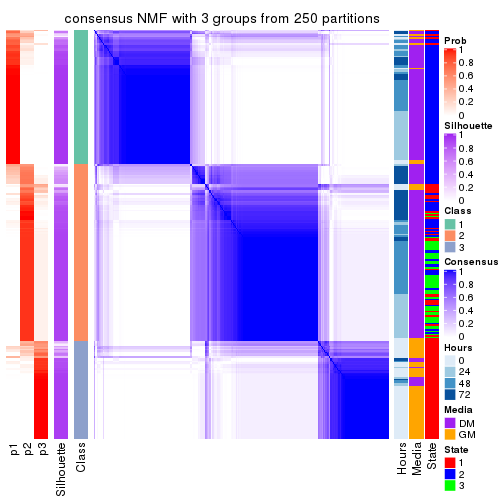 consensus NMF with 3 groups from 250 partitions
Prob
1
0.8
0.6
0.4
0.2
0
Silhouette
1
0.8
0.6
0.4
0.2
0
Class
1
2
3
Consensus
1
0.8
0.6
0.4
0.2
0
Hours
0
24
48
72
Media
DM
GM
State
1
2
3
p1
p2
p3
Silhouette
Class
Hours
Media
State